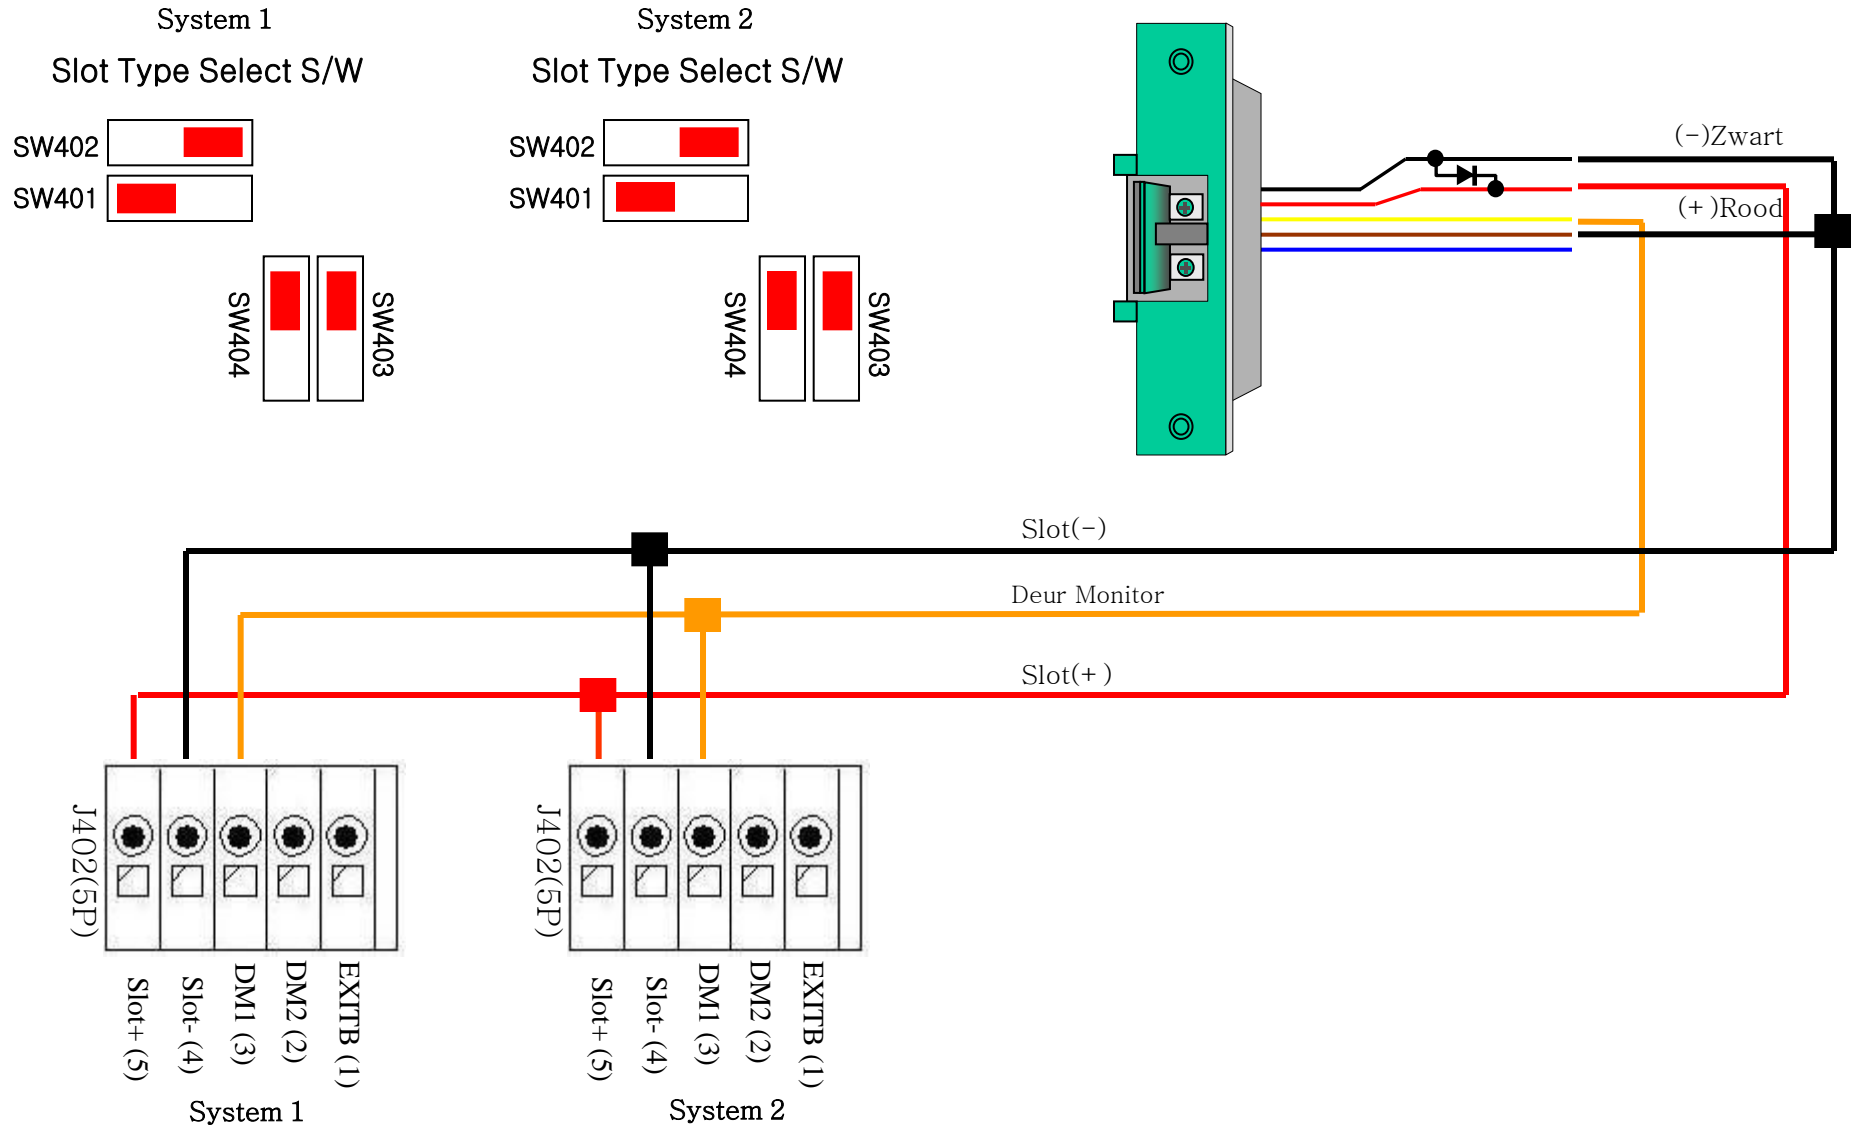 System 1
Slot Type Select S/W
SW402
SW401
SW404
SW403
System 2
Slot Type Select S/W
SW402
SW401
SW404
SW403
(-)Zwart
(+)Rood
Slot(-)
Deur Monitor
Slot(+)
J402(5P)
Slot+ (5)
Slot- (4)
DM1 (3)
DM2 (2)
EXITB (1)
System 1
J402(5P)
Slot+ (5)
Slot- (4)
DM1 (3)
DM2 (2)
EXITB (1)
System 2